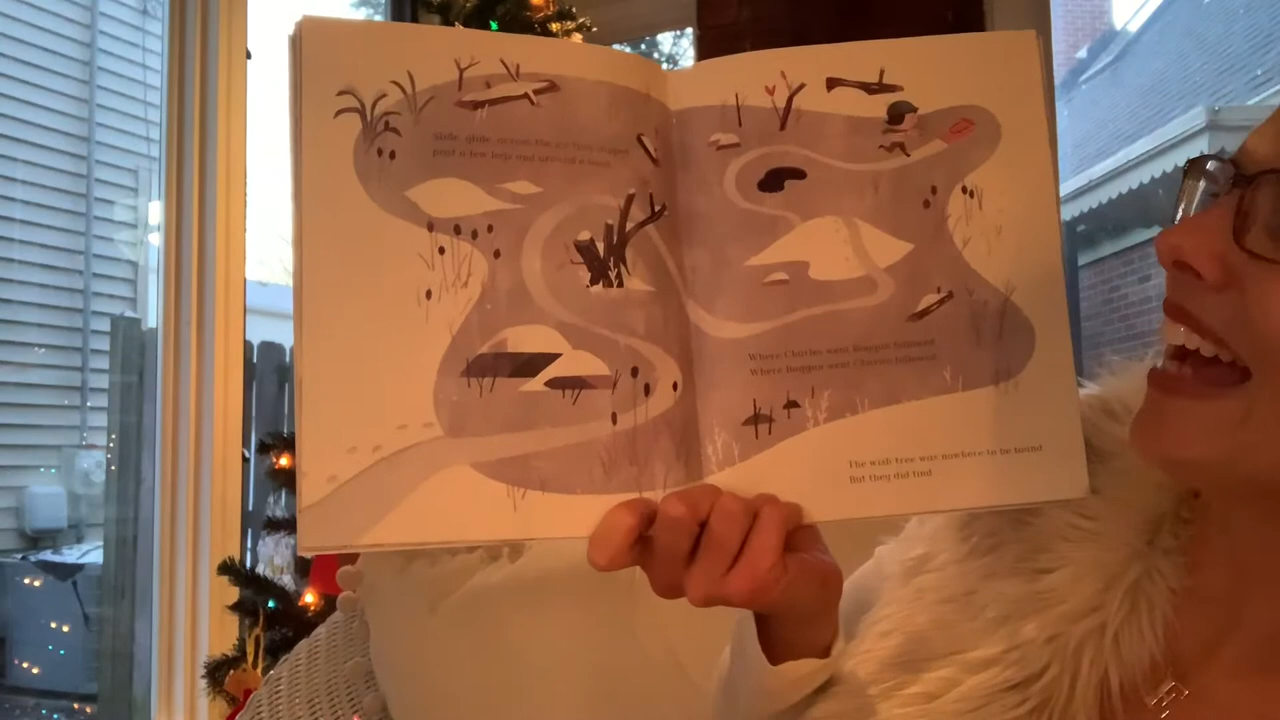 Slide, glide, across the ice they slipped
past a few logs and around a bend.
Where Charles went Boggan followed.
Where Boggan went Charles followed.
The wish tree was nowhere to be found.
But they did find